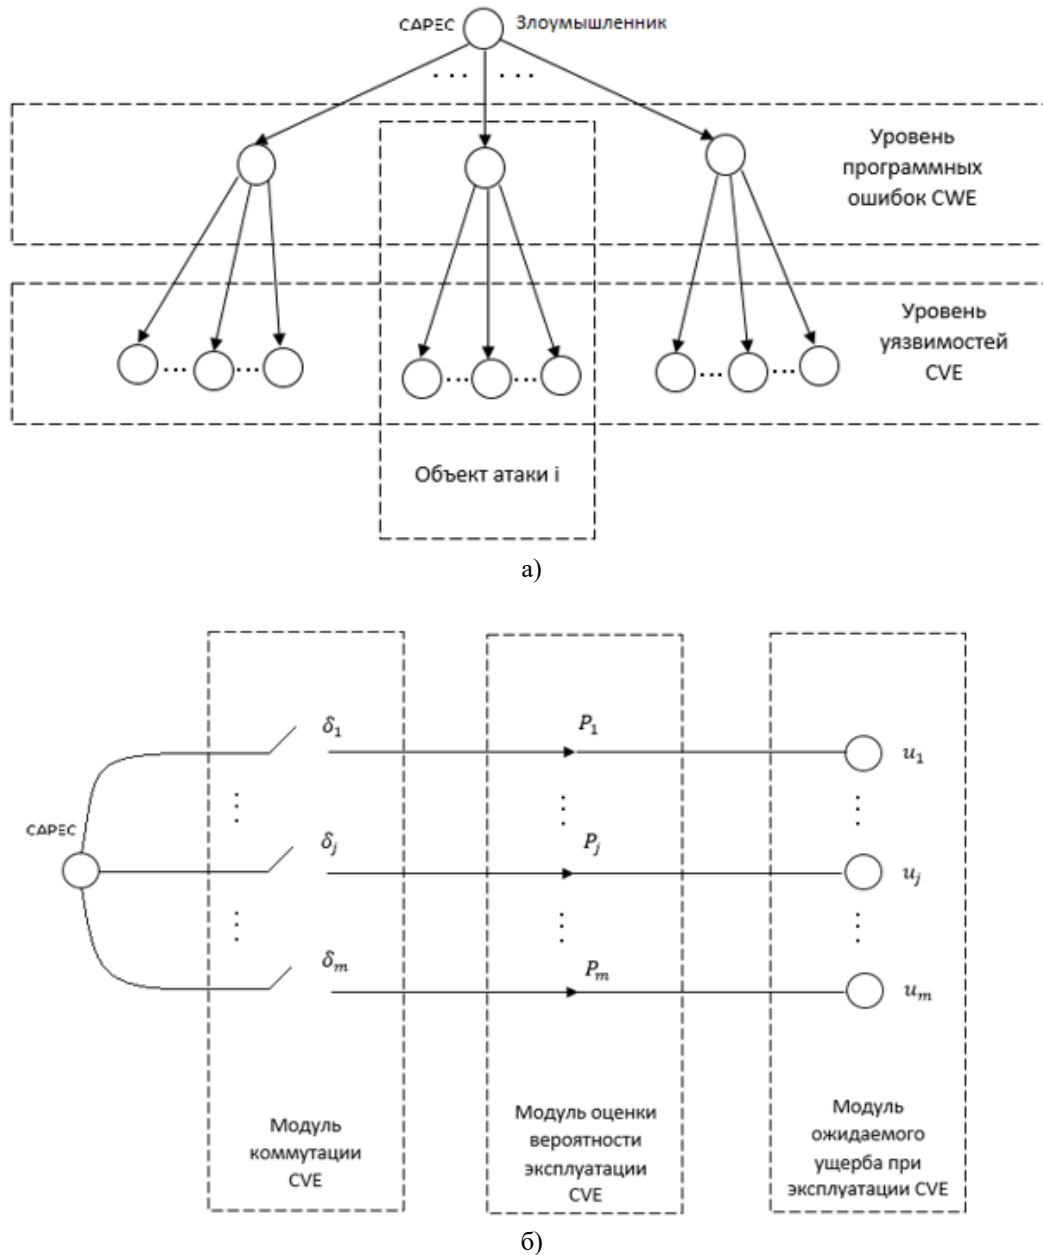 CAPEC Злоумышленник
... ...
Уровень
программных
ошибок CWE
Уровень
уязвимостей
CVE
... ... ... ... ... ...
Объект атаки i
а)
δ₁ P₁ u₁
CAPEC
δⱼ Pⱼ uⱼ
δₘ Pₘ uₘ
Модуль
коммутации
CVE
Модуль оценки
вероятности
эксплуатации
CVE
Модуль
ожидаемого
ущерба при
эксплуатации CVE
б)